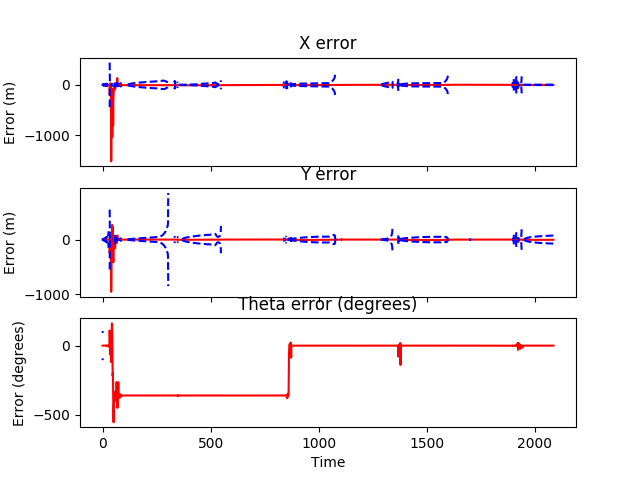 X error
0
−1000
Error (m)
Y error
0
−1000
Error (m)
Theta error (degrees)
0
−500
Error (degrees)
0 500 1000 1500 2000
Time